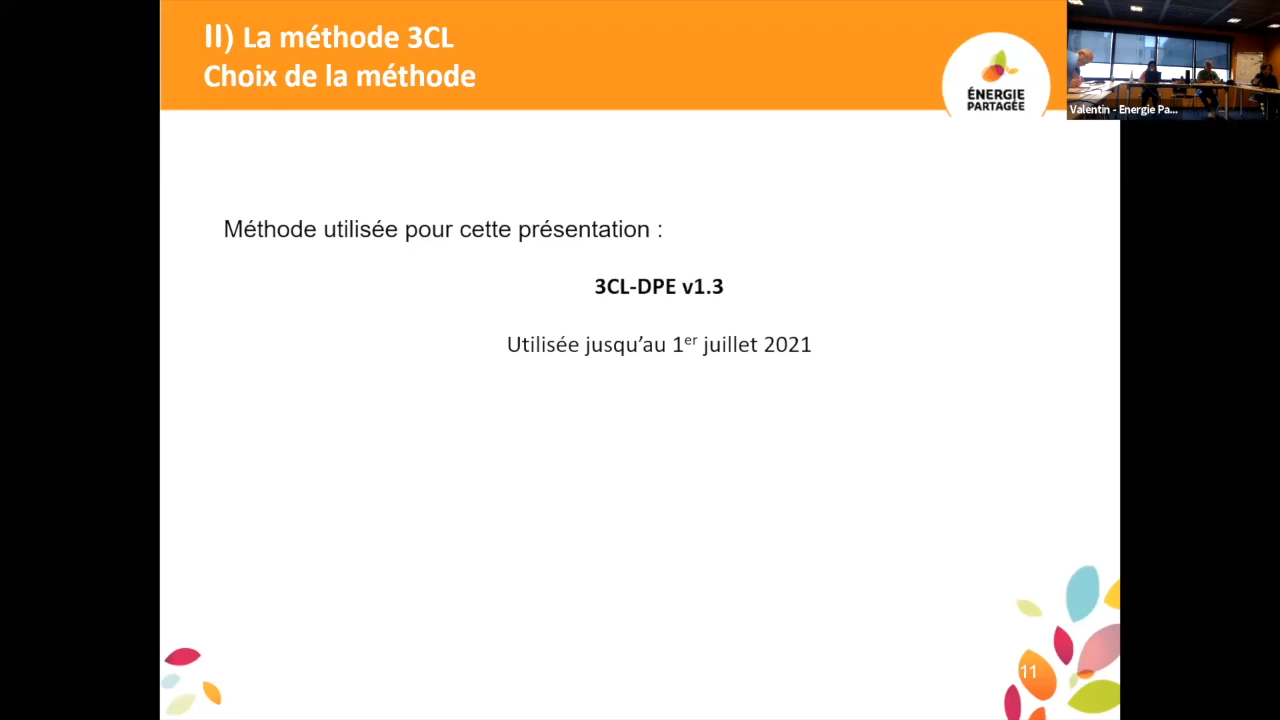 II) La méthode 3CL
Choix de la méthode
ÉNERGIE
PARTAGÉE
Valentin - Energie Pa...
Méthode utilisée pour cette présentation :
3CL-DPE v1.3
Utilisée jusqu’au 1er juillet 2021
11